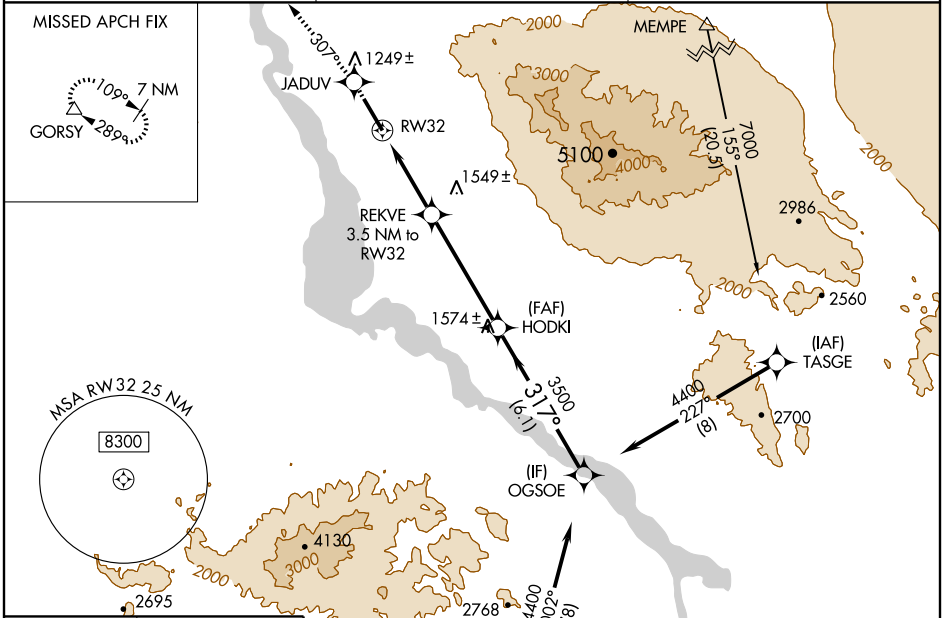 MISSED APCH FIX
109°
7 NM
GORSY
289°
307°
1249±
JADUV
RW32
1549±
REKVE
3.5 NM to
RW32
2000
MEMPE
3000
5100
4000
7000
155°
(20.5)
2000
2986
2000
2560
(FAF)
HODKI
1574±
(IAF)
TASGE
3500
317°
(6.1)
4400
227°
(8)
2700
MSA RW32 25 NM
8300
(IF)
OGSOE
4130
3000
2000
2695
2768
4400